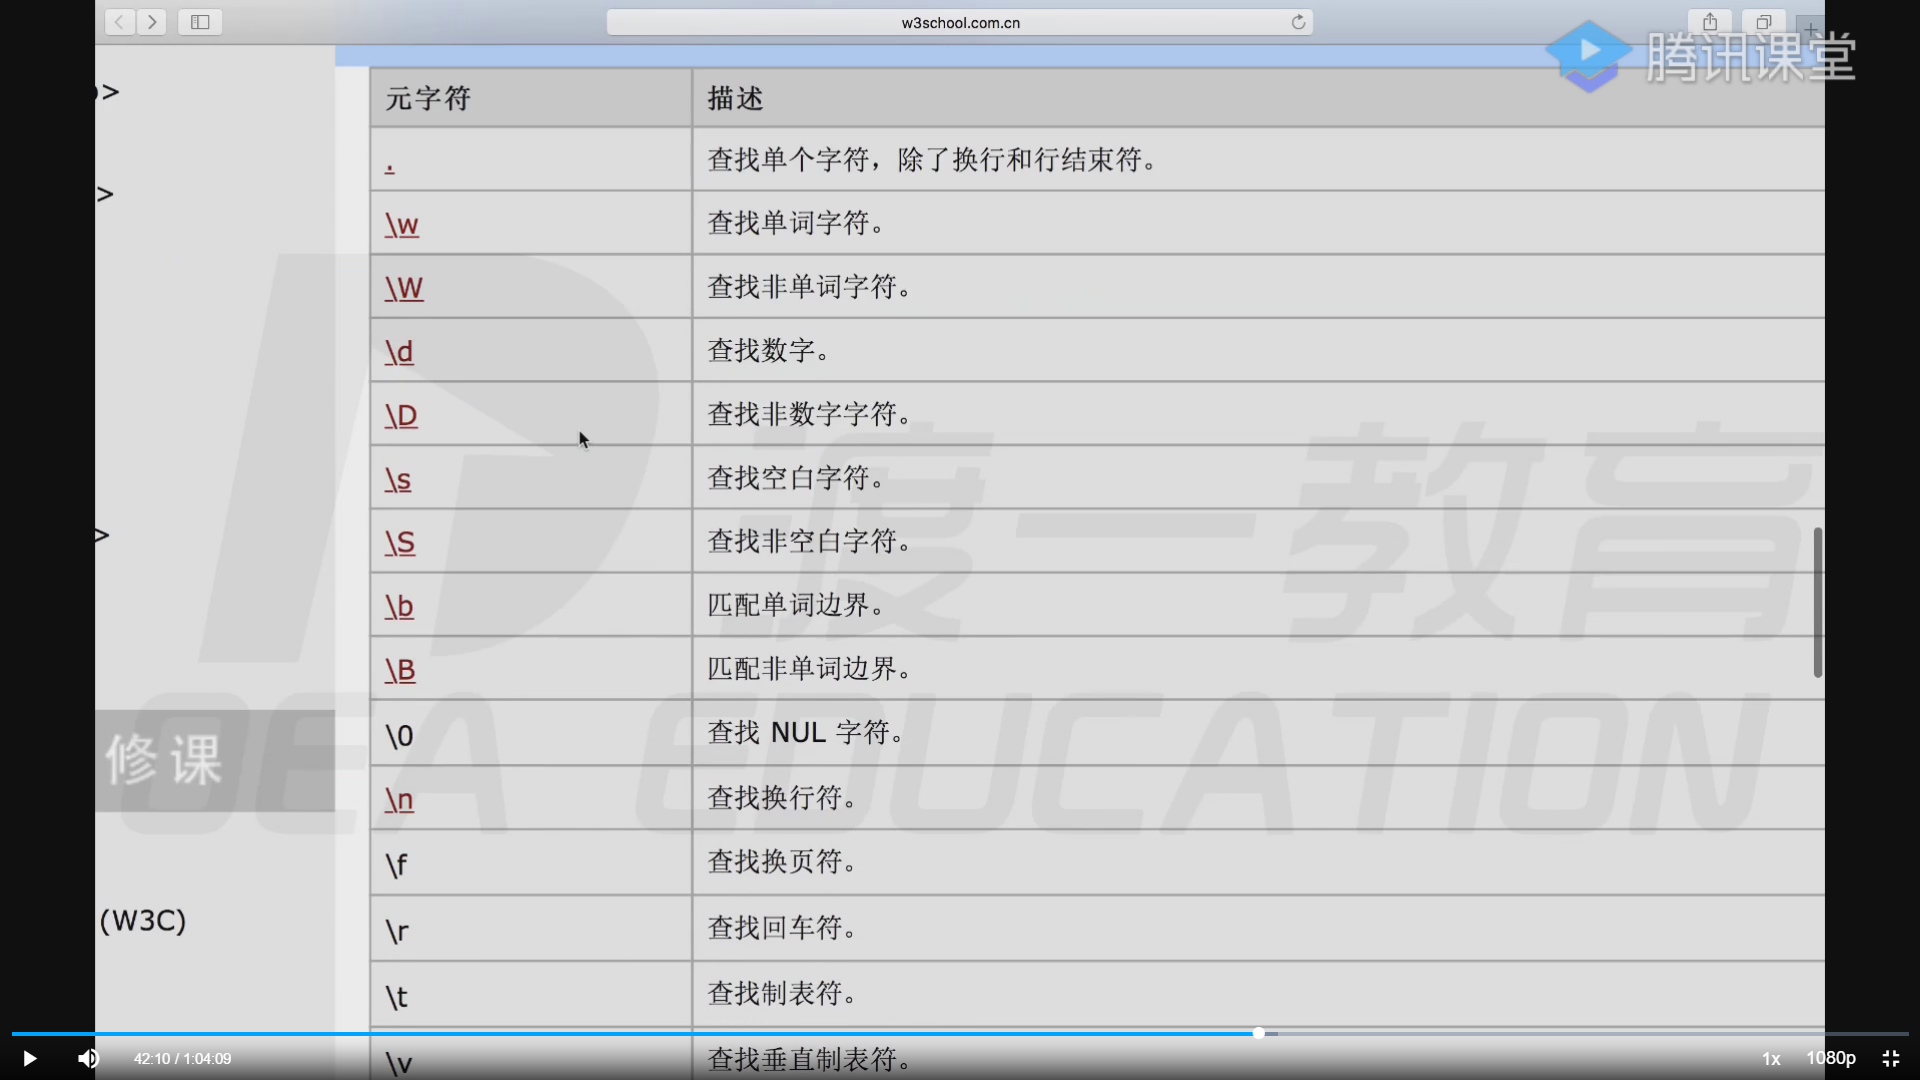 w3school.com.cn
腾讯课堂
>
元字符 描述
. 查找单个字符，除了换行和行结束符。
>
\w 查找单词字符。
\W 查找非单词字符。
\d 查找数字。
\D 查找非数字字符。
\s 查找空白字符。
>
\S 查找非空白字符。
\b 匹配单词边界。
\B 匹配非单词边界。
渡一教育
OEA EDUCATION
\0 查找 NUL 字符。
修课
\n 查找换行符。
\f 查找换页符。
(W3C)
\r 查找回车符。
\t 查找制表符。
\v 查找垂直制表符。
42:10 / 1:04:09
1x 1080p